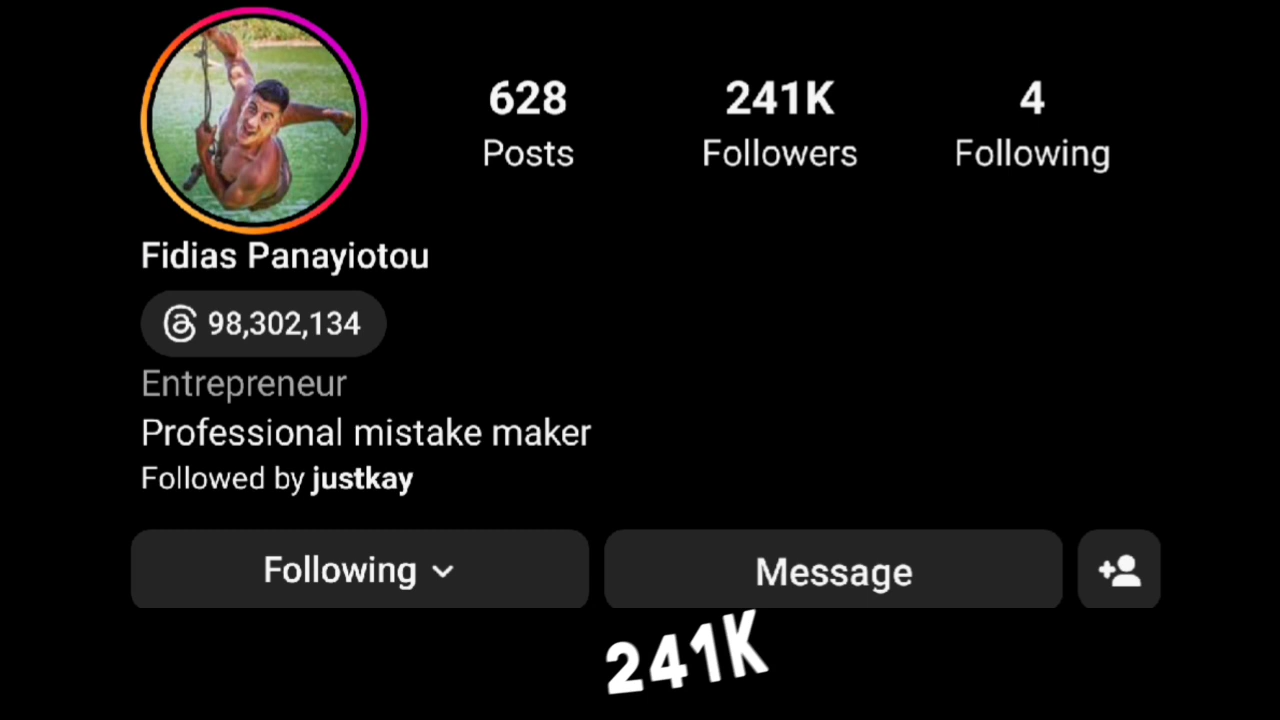 628 241K 4
Posts Followers Following
Fidias Panayiotou
98,302,134
Entrepreneur
Professional mistake maker
Followed by justkay
Following Message
241K